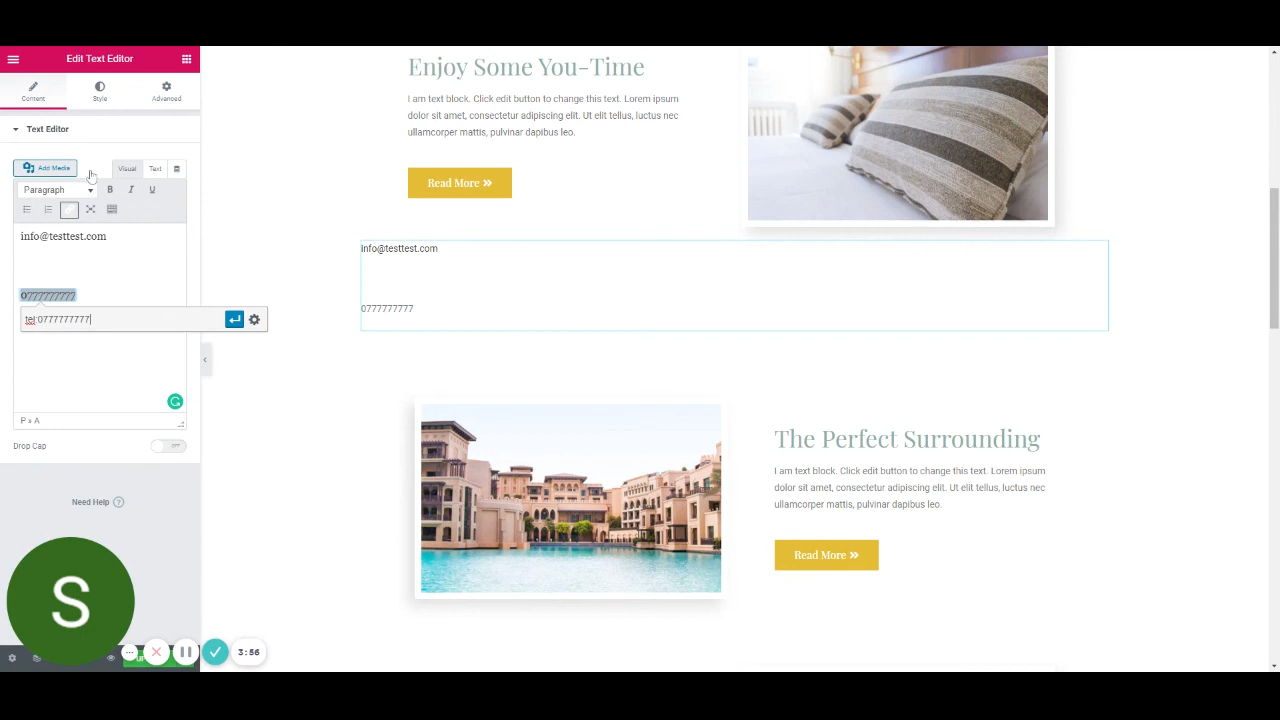 Edit Text Editor
Content
Style
Advanced
Text Editor
Add Media
Visual
Text
Paragraph
B
I
U
info@testtest.com
0777777777
tel:0777777777
P » A
Drop Cap
OFF
Need Help ?
S
3:56
Enjoy Some You-Time
I am text block. Click edit button to change this text. Lorem ipsum
dolor sit amet, consectetur adipiscing elit. Ut elit tellus, luctus nec
ullamcorper mattis, pulvinar dapibus leo.
Read More »
info@testtest.com
0777777777
The Perfect Surrounding
I am text block. Click edit button to change this text. Lorem ipsum
dolor sit amet, consectetur adipiscing elit. Ut elit tellus, luctus nec
ullamcorper mattis, pulvinar dapibus leo.
Read More »